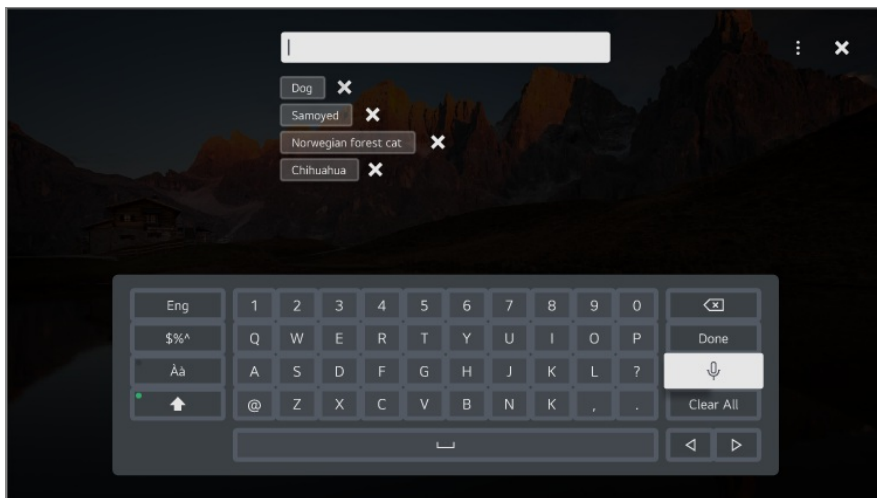 Dog
Samoyed
Norwegian forest cat
Chihuahua
Eng 1 2 3 4 5 6 7 8 9 0
$%^ Q W E R T Y U I O P Done
Àà A S D F G H J K L ?
@ Z X C V B N K , . Clear All